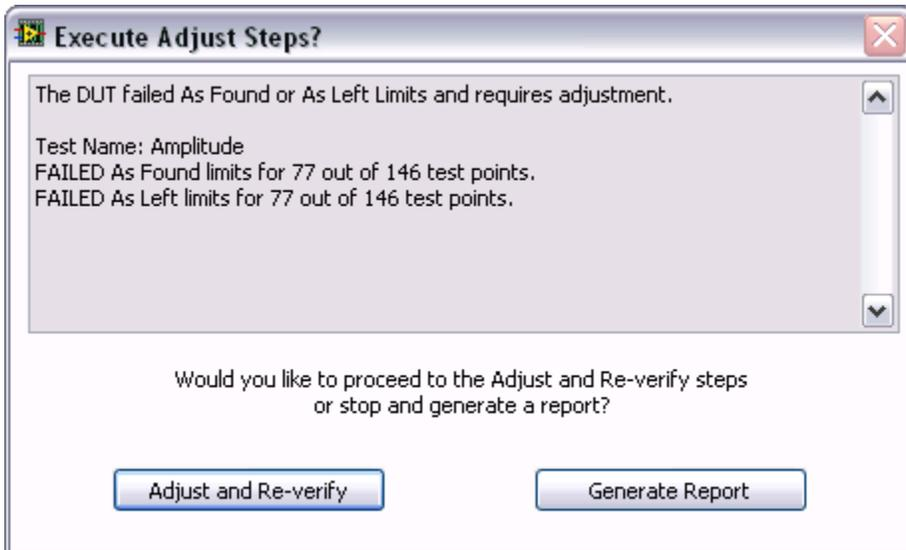 Execute Adjust Steps?
The DUT failed As Found or As Left Limits and requires adjustment.
Test Name: Amplitude
FAILED As Found limits for 77 out of 146 test points.
FAILED As Left limits for 77 out of 146 test points.
Would you like to proceed to the Adjust and Re-verify steps
or stop and generate a report?
Adjust and Re-verify
Generate Report